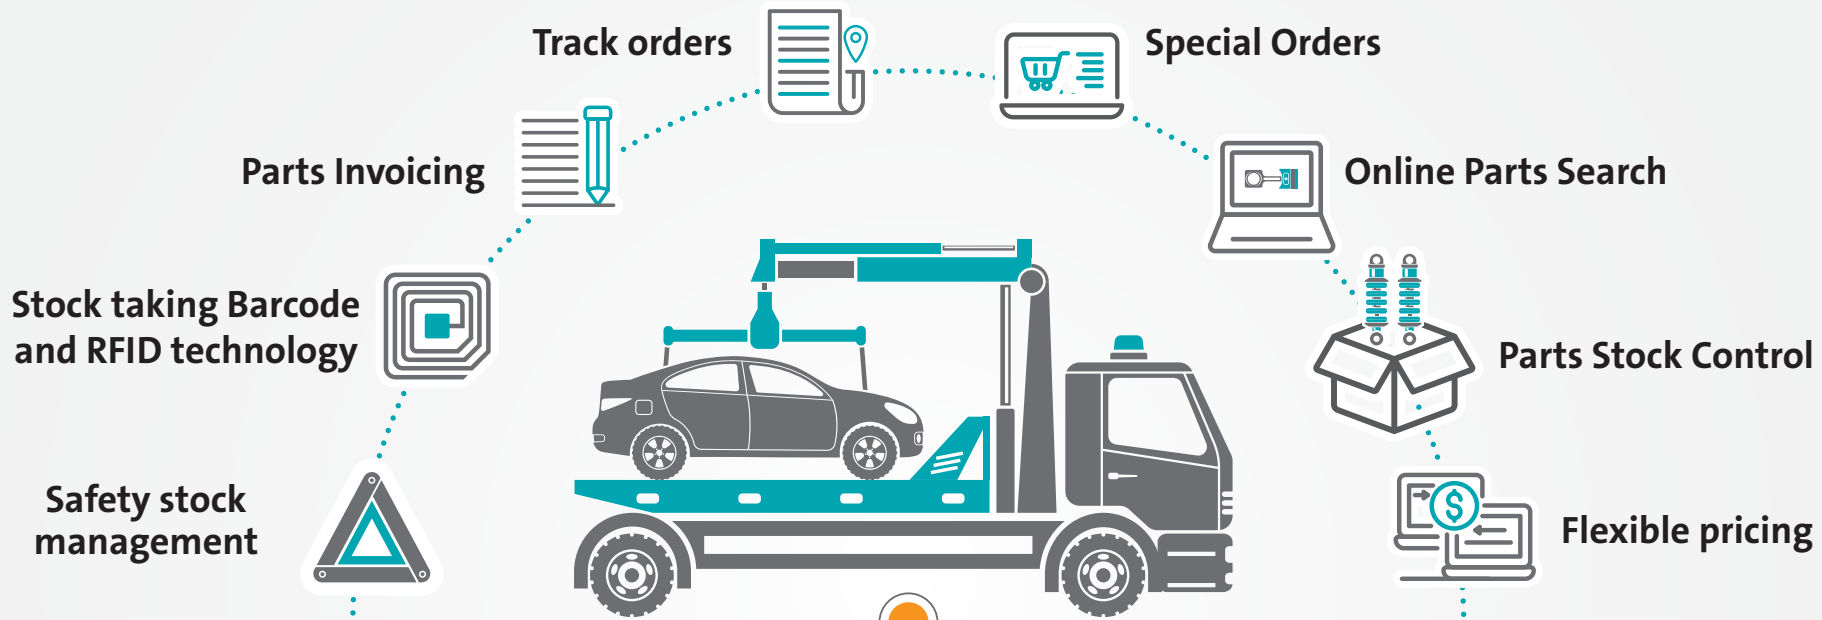 Track orders
Special Orders
Parts Invoicing
Online Parts Search
Stock taking Barcode
and RFID technology
Parts Stock Control
Safety stock
management
$
Flexible pricing